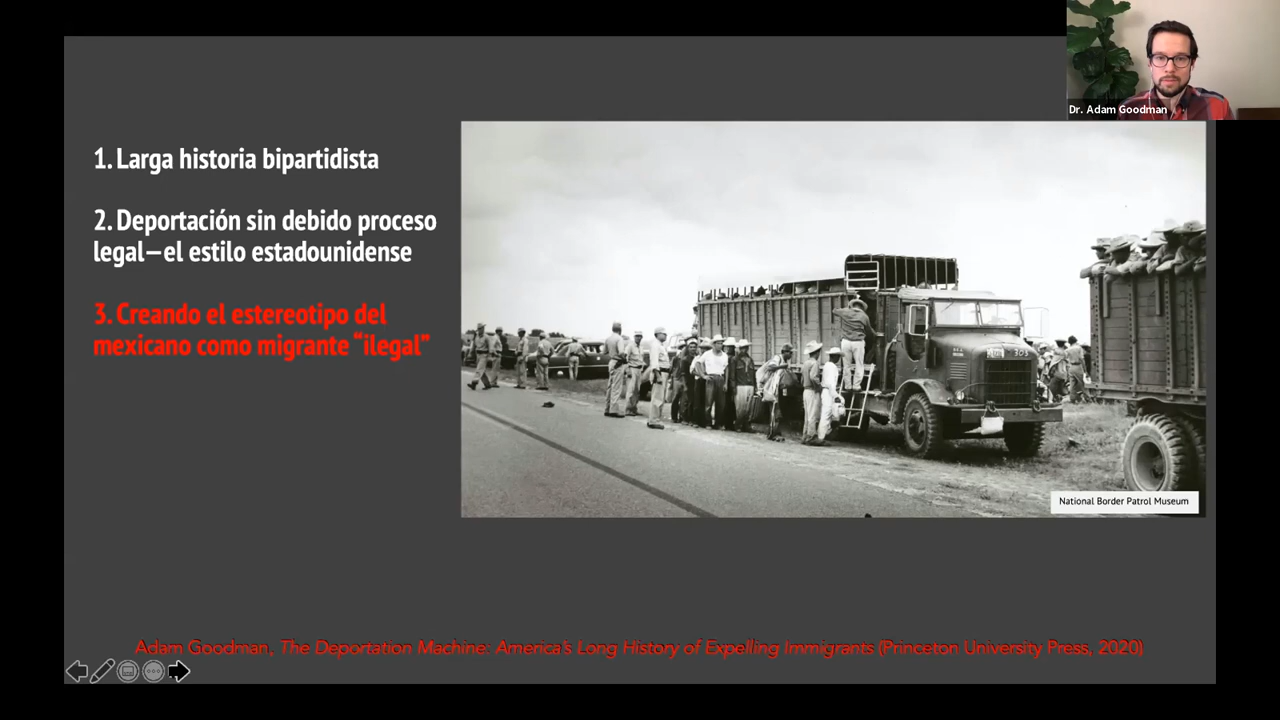 Dr. Adam Goodman
1. Larga historia bipartidista
2. Deportación sin debido proceso
legal—el estilo estadounidense
3. Creando el estereotipo del
mexicano como migrante “ilegal”
303
National Border Patrol Museum
Adam Goodman, The Deportation Machine: America’s Long History of Expelling Immigrants (Princeton University Press, 2020)